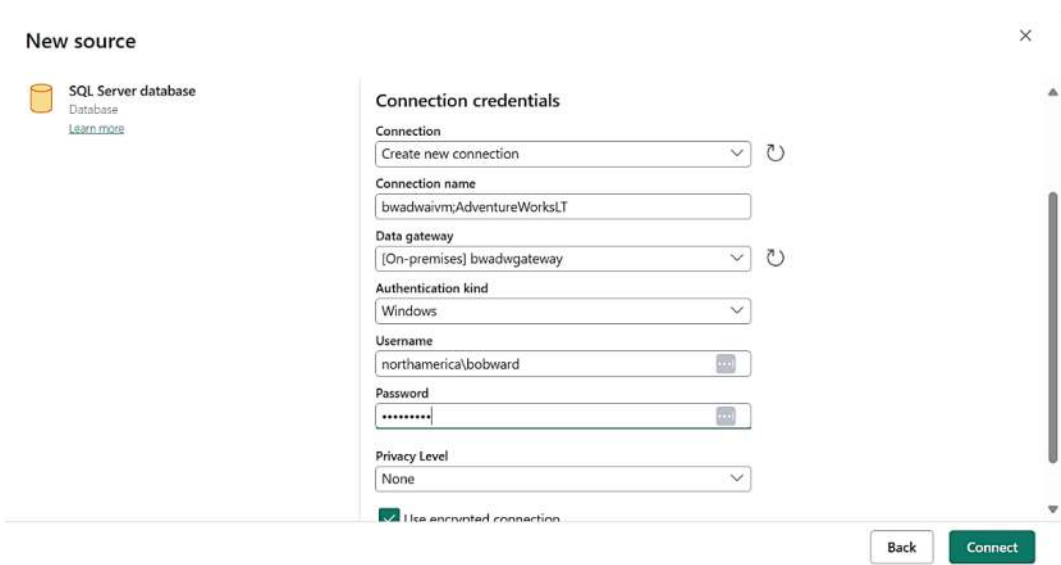 New source
SQL Server database
Database
Learn more
Connection credentials
Connection
Create new connection
Connection name
bwadwaivm;AdventureWorksLT
Data gateway
[On-premises] bwadwgateway
Authentication kind
Windows
Username
northamerica\bobward
Password
•••••••••
Privacy Level
None
Use encrypted connection
Back
Connect